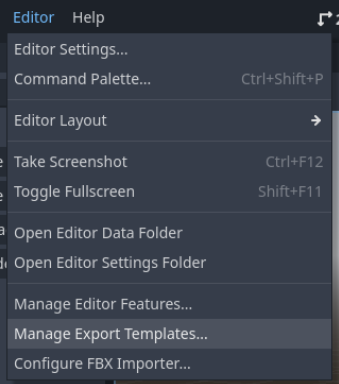 Editor Help
Editor Settings...
Command Palette... Ctrl+Shift+P
Editor Layout
Take Screenshot Ctrl+F12
Toggle Fullscreen Shift+F11
Open Editor Data Folder
Open Editor Settings Folder
Manage Editor Features...
Manage Export Templates...
Configure FBX Importer...